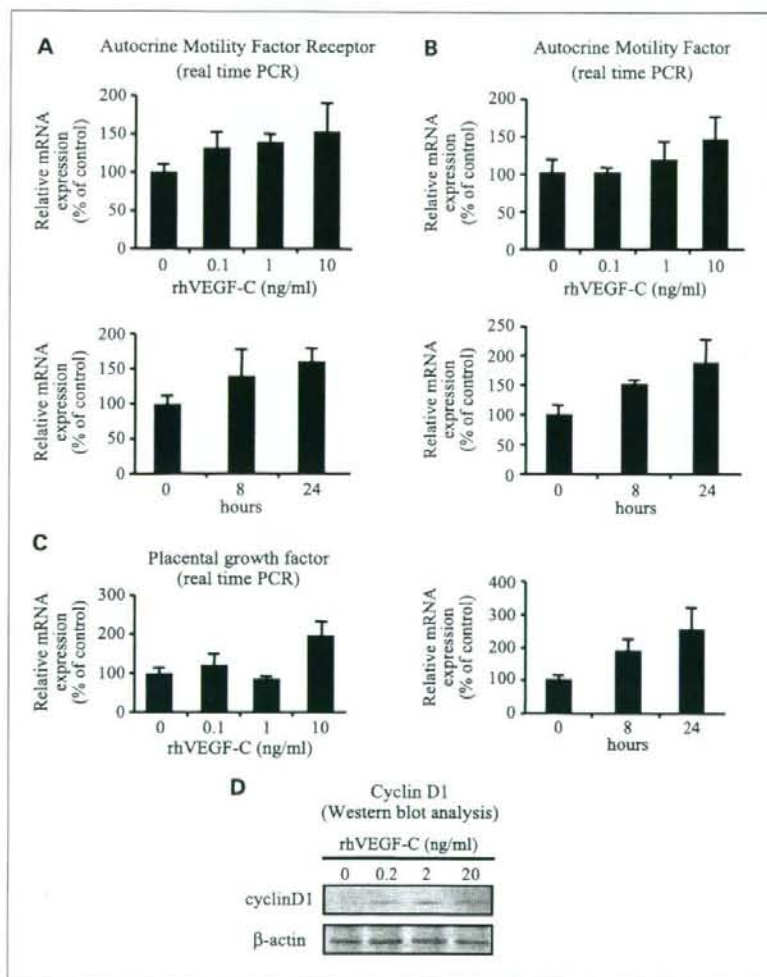 A
Autocrine Motility Factor Receptor
(real time PCR)
Relative mRNA
expression
(% of control)
200
150
100
50
0
0 0.1 1 10
rhVEGF-C (ng/ml)
Relative mRNA
expression
(% of control)
200
150
100
50
0
0 8 24
hours
B
Autocrine Motility Factor
(real time PCR)
Relative mRNA
expression
(% of control)
200
150
100
50
0
0 0.1 1 10
rhVEGF-C (ng/ml)
Relative mRNA
expression
(% of control)
250
200
150
100
50
0
0 8 24
hours
C
Placental growth factor
(real time PCR)
Relative mRNA
expression
(% of control)
300
200
100
0
0 0.1 1 10
rhVEGF-C (ng/ml)
Relative mRNA
expression
(% of control)
400
300
200
100
0
0 8 24
hours
D
Cyclin D1
(Western blot analysis)
rhVEGF-C (ng/ml)
0 0.2 2 20
cyclinD1
β-actin